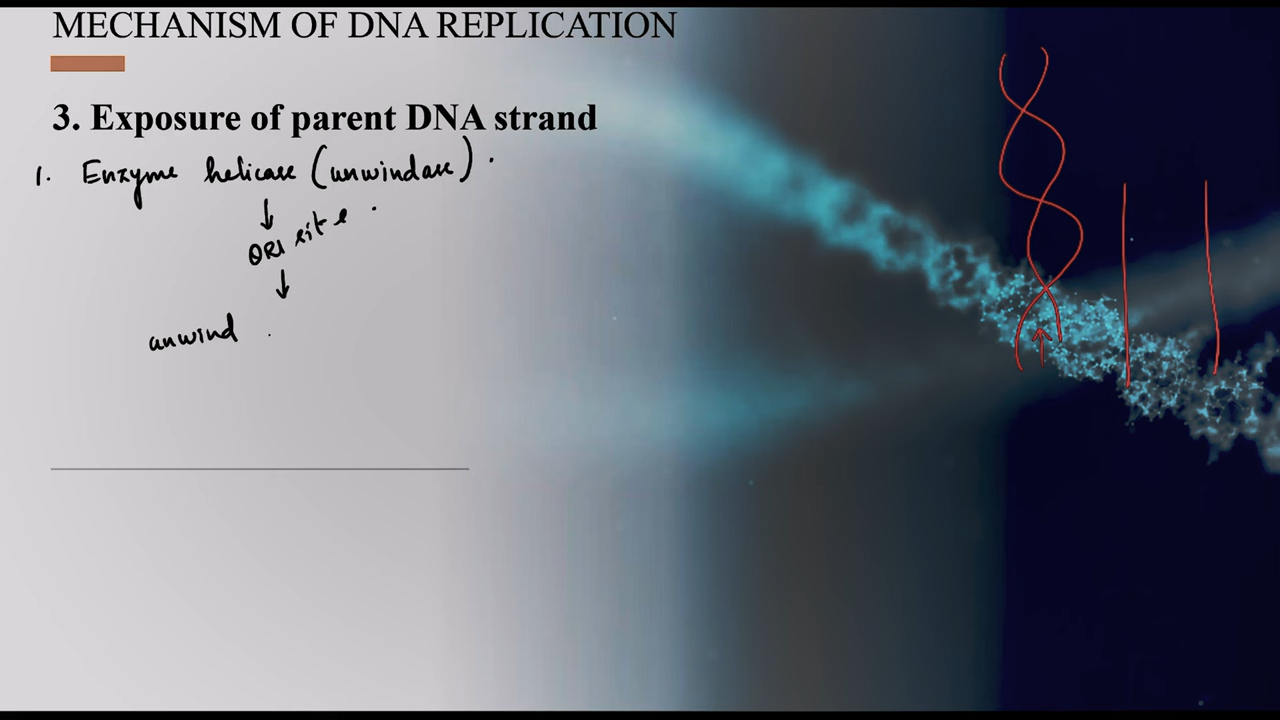 MECHANISM OF DNA REPLICATION
3. Exposure of parent DNA strand
1. Enzyme helicase (unwindase).
↓
ORI site.
↓
unwind